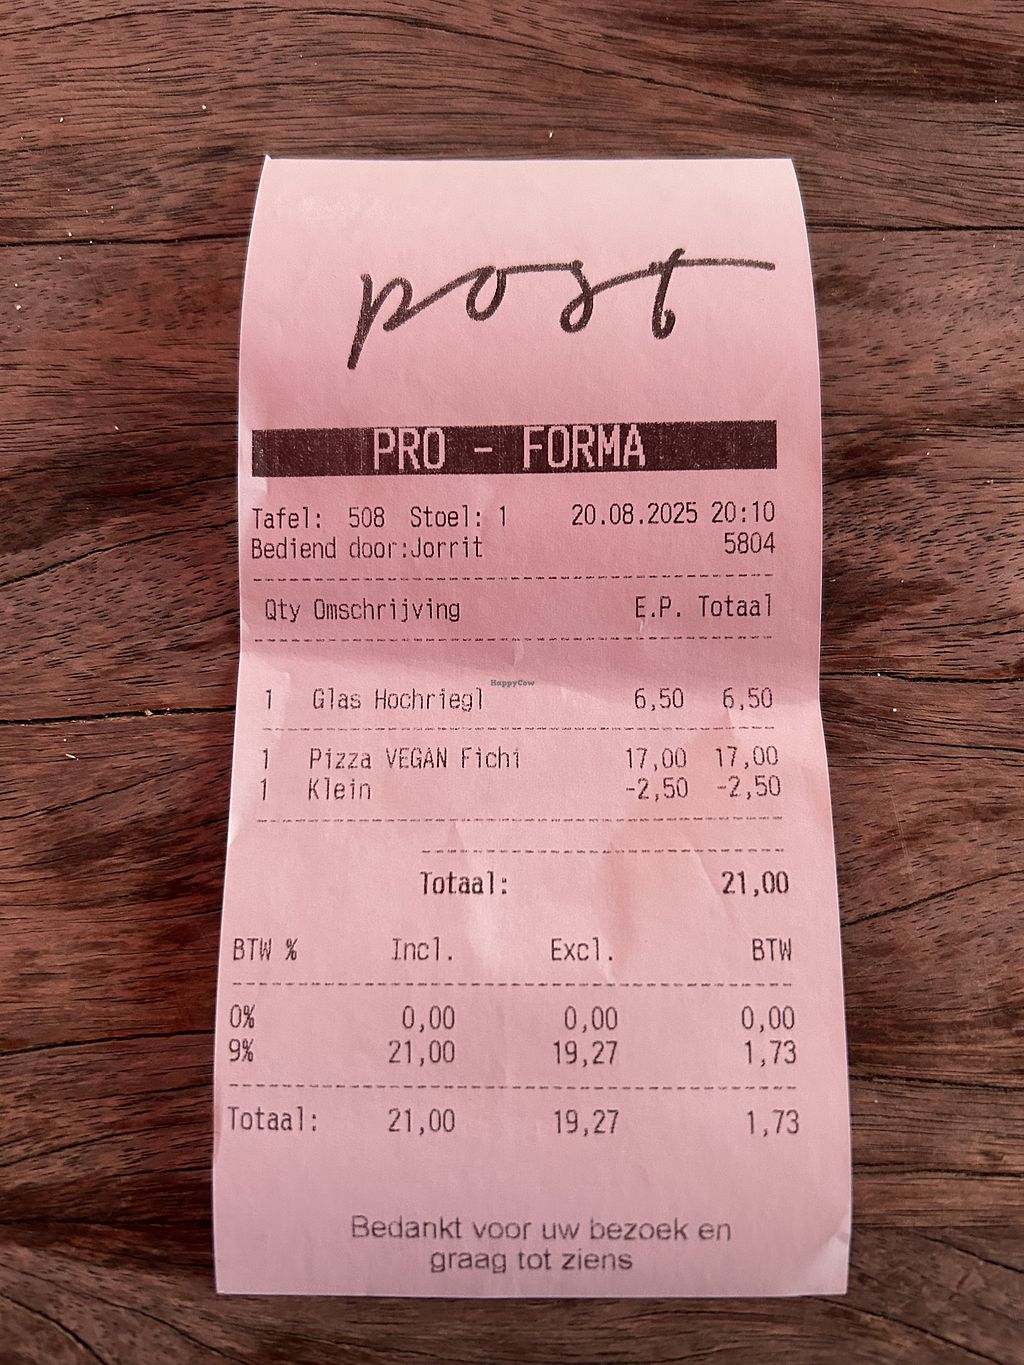 post
PRO - FORMA
Tafel: 508 Stoel: 1 20.08.2025 20:10
Bediend door:Jorrit 5804
Qty Omschrijving E.P. Totaal
HappyCow
1 Glas Hochriegl 6,50 6,50
1 Pizza VEGAN Fichi 17,00 17,00
1 Klein -2,50 -2,50
Totaal: 21,00
BTW % Incl. Excl. BTW
0% 0,00 0,00 0,00
9% 21,00 19,27 1,73
Totaal: 21,00 19,27 1,73
Bedankt voor uw bezoek en
graag tot ziens